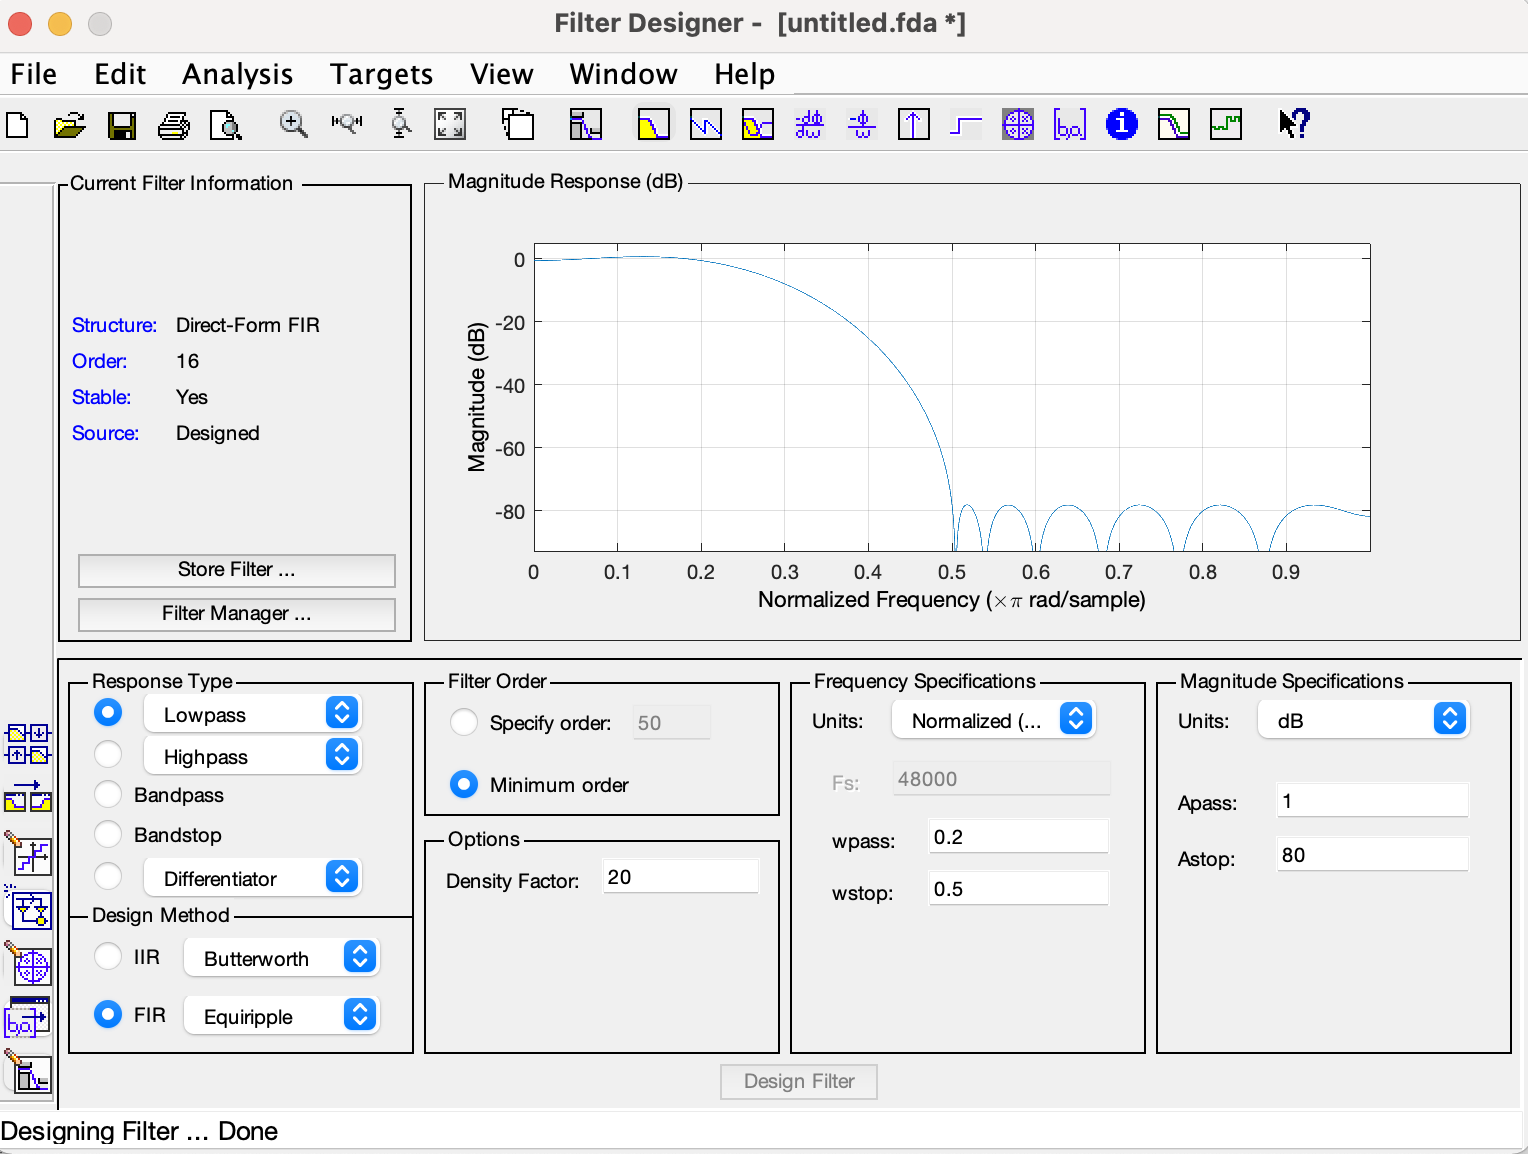 Filter Designer -  [untitled.fda *]
File Edit Analysis Targets View Window Help
Current Filter Information
Structure: Direct-Form FIR
Order: 16
Stable: Yes
Source: Designed
Store Filter ...
Filter Manager ...
Magnitude Response (dB)
Magnitude (dB)
0
-20
-40
-60
-80
0 0.1 0.2 0.3 0.4 0.5 0.6 0.7 0.8 0.9
Normalized Frequency (×π rad/sample)
Response Type
Lowpass
Highpass
Bandpass
Bandstop
Differentiator
Design Method
IIR Butterworth
FIR Equiripple
Filter Order
Specify order: 50
Minimum order
Options
Density Factor: 20
Frequency Specifications
Units: Normalized (...
Fs: 48000
wpass: 0.2
wstop: 0.5
Magnitude Specifications
Units: dB
Apass: 1
Astop: 80
Design Filter
Designing Filter ... Done